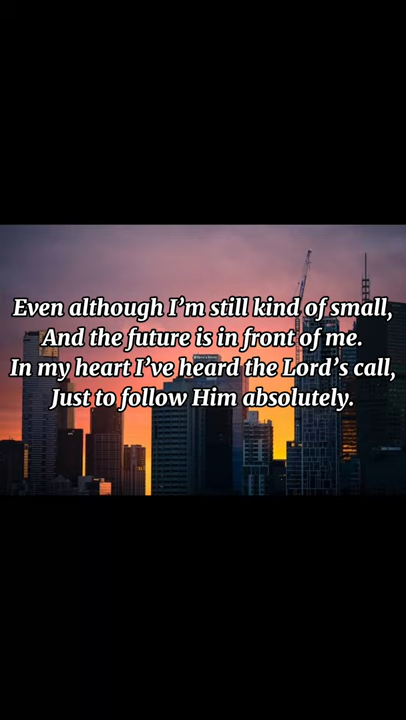 Even although I’m still kind of small,
And the future is in front of me.
In my heart I’ve heard the Lord’s call,
Just to follow Him absolutely.